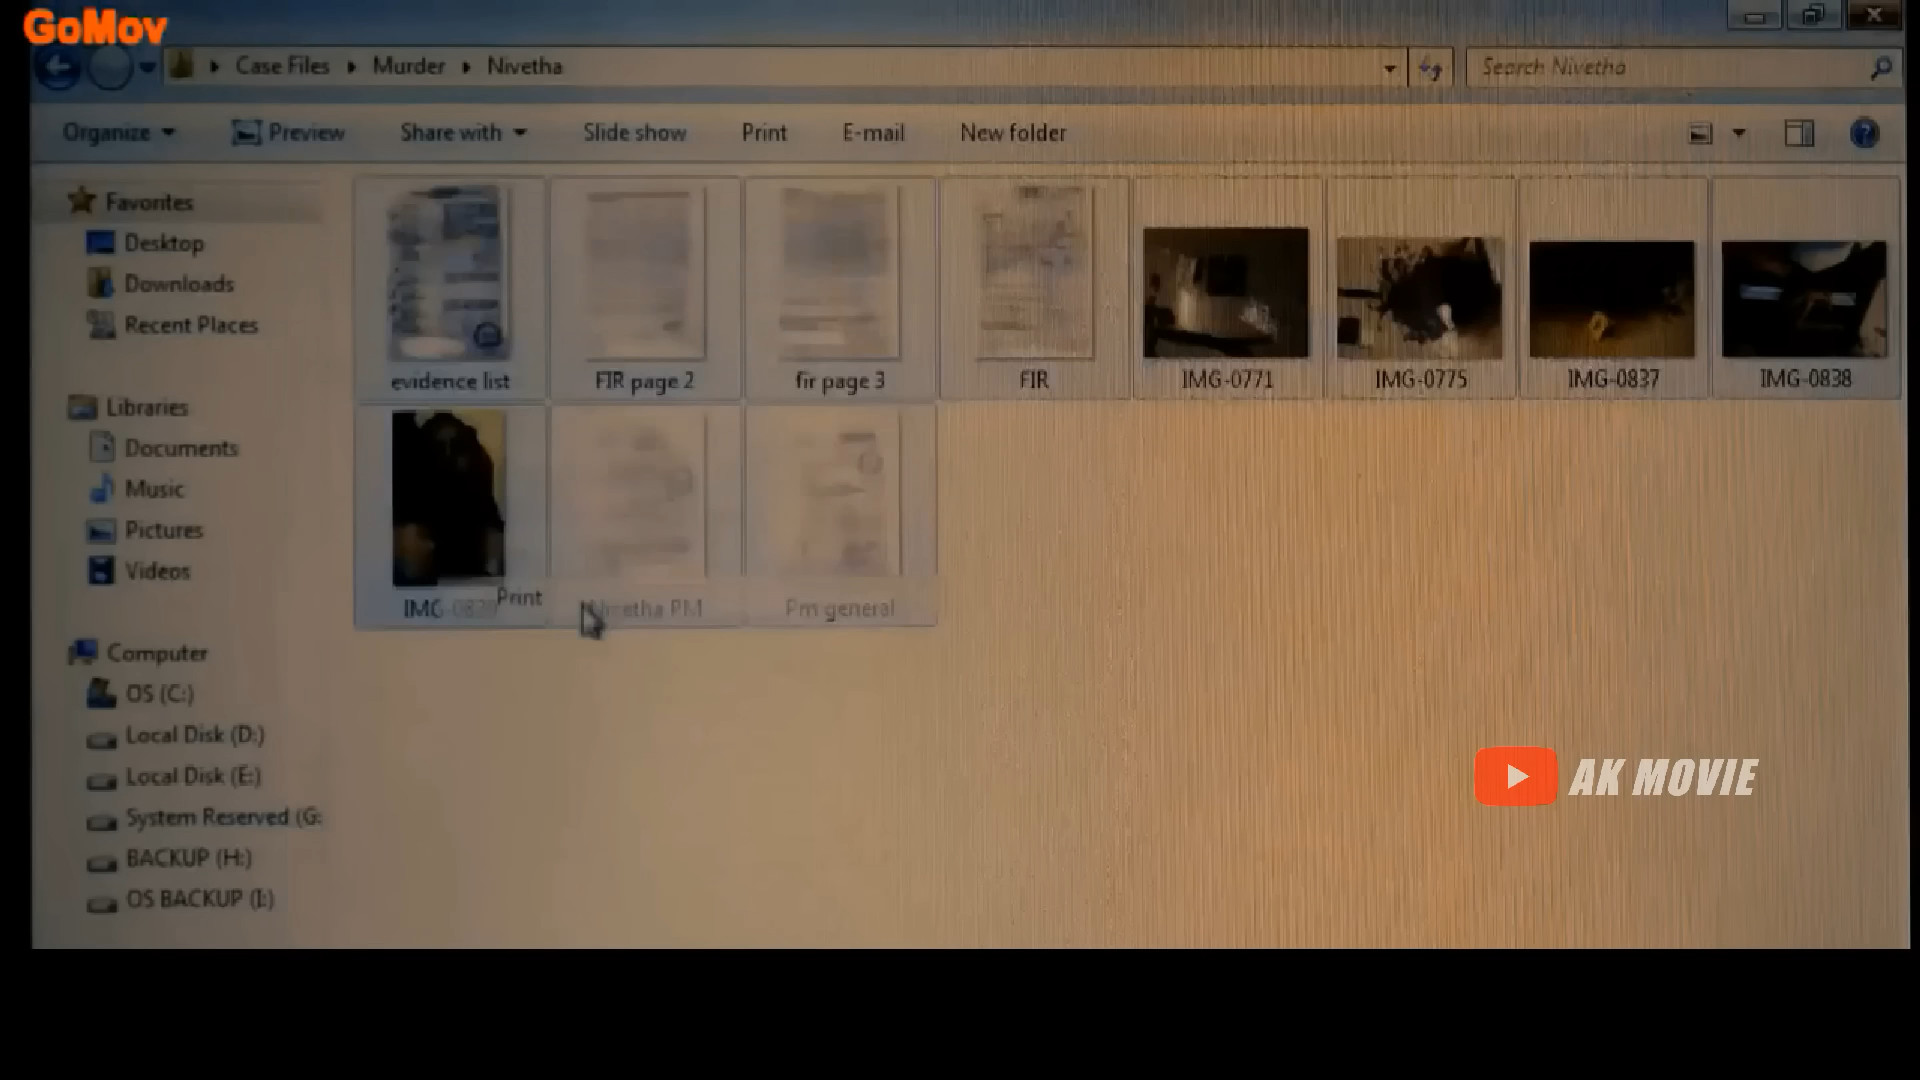 GoMov
Case Files Murder Nivetha
Search Nivetha
Organize Preview Share with Slide show Print E-mail New folder
Favorites
Desktop
Downloads
Recent Places
Libraries
Documents
Music
Pictures
Videos
Computer
OS (C:)
Local Disk (D:)
Local Disk (E:)
System Reserved (G:
BACKUP (H:)
OS BACKUP (I:)
evidence list FIR page 2 fir page 3 FIR IMG-0771 IMG-0775 IMG-0837 IMG-0838
Print
Nivetha PM Pm general
AK MOVIE